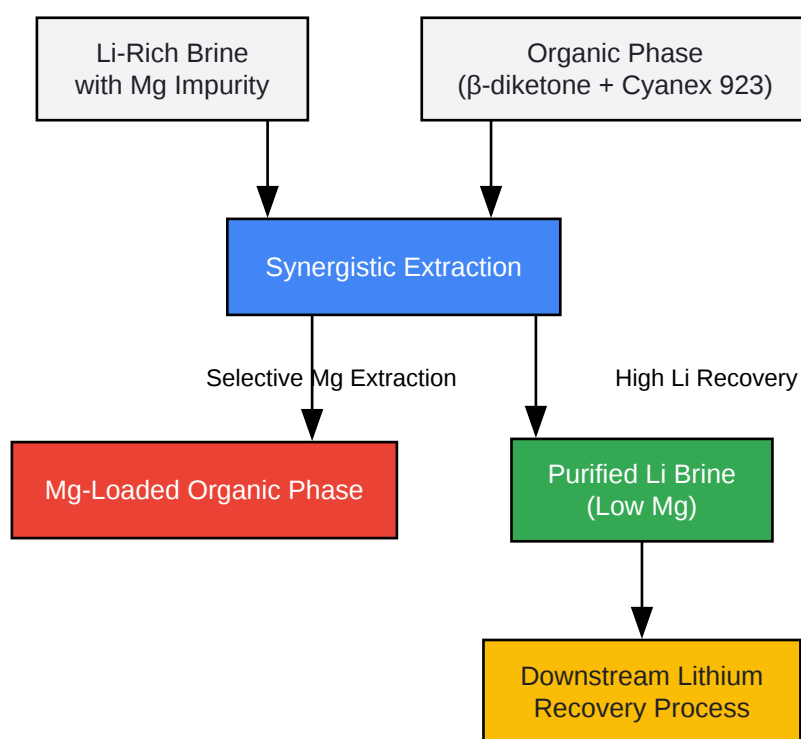 Li-Rich Brine
with Mg Impurity
Organic Phase
(β-diketone + Cyanex 923)
Synergistic Extraction
Selective Mg Extraction
High Li Recovery
Mg-Loaded Organic Phase
Purified Li Brine
(Low Mg)
Downstream Lithium
Recovery Process